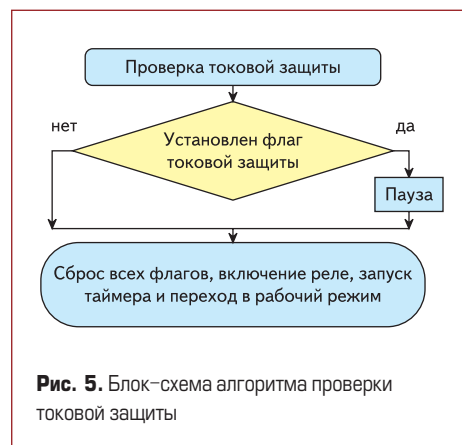 Проверка токовой защиты
нет
да
Установлен флаг
токовой защиты
Пауза
Сброс всех флагов, включение реле, запуск
таймера и переход в рабочий режим
Рис. 5. Блок-схема алгоритма проверки
токовой защиты